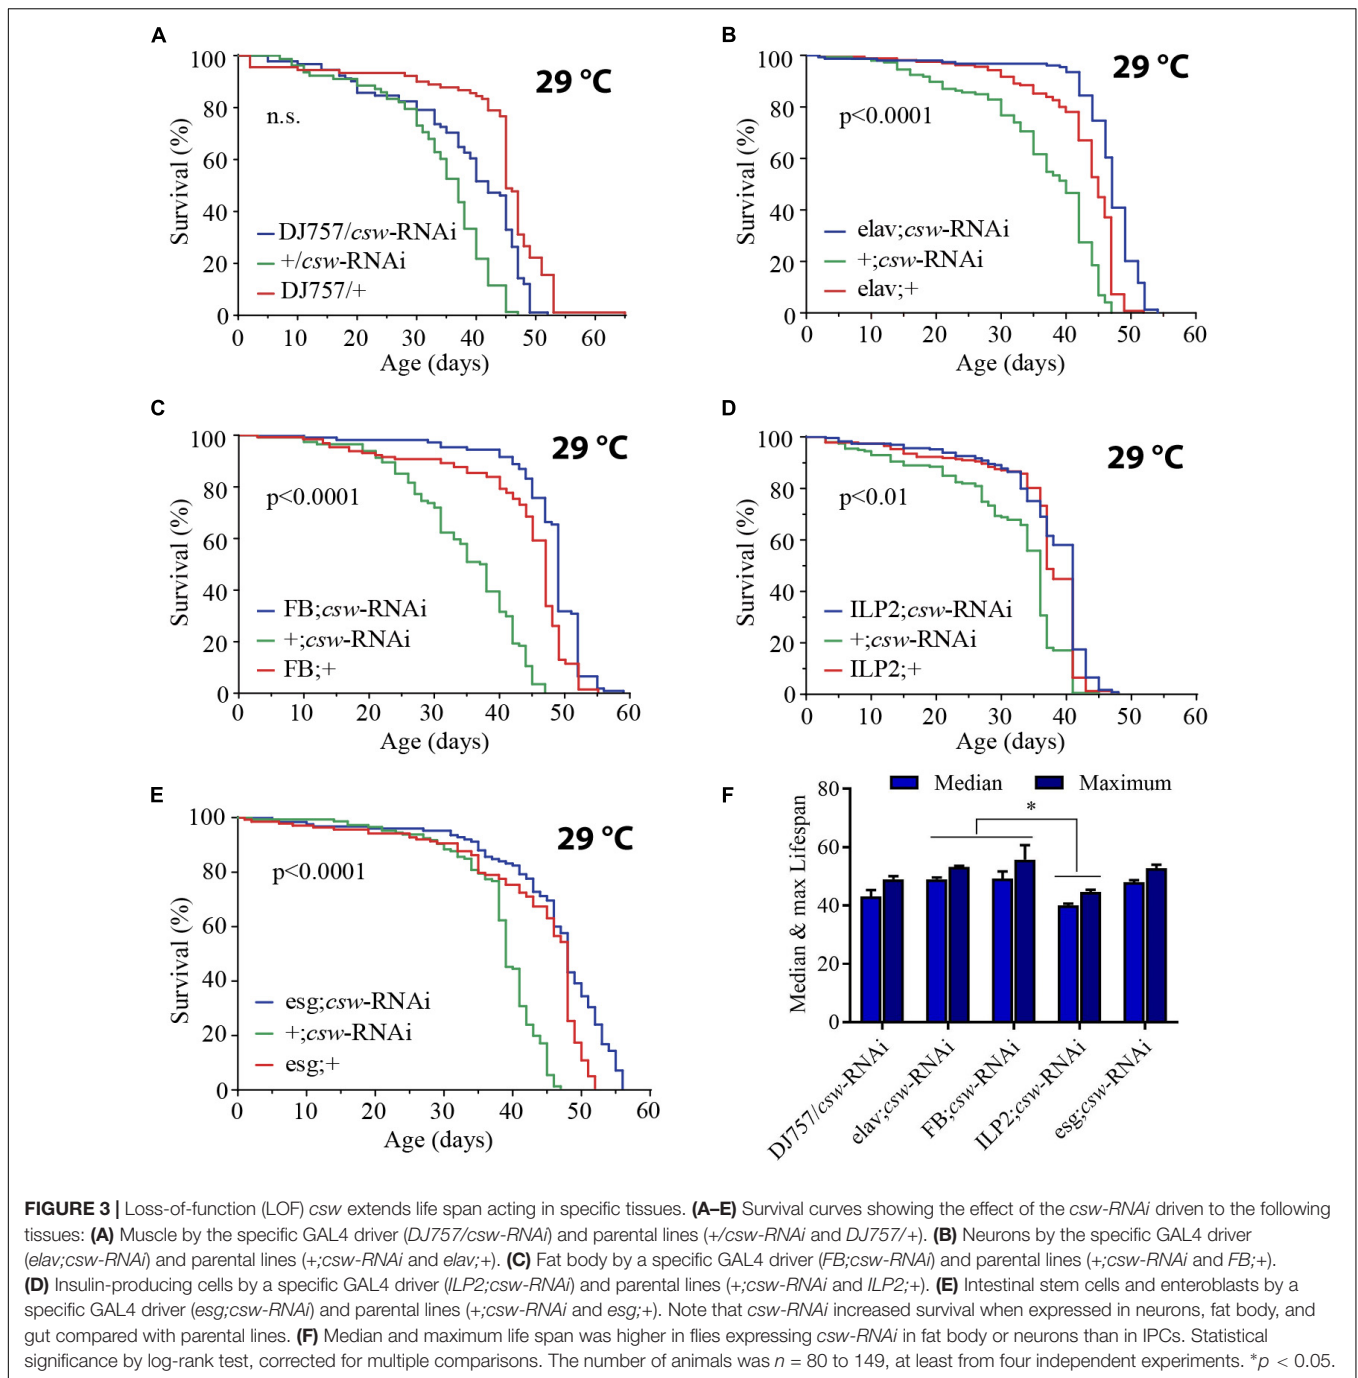 A
100
80
60
40
20
0
Survival (%)
29 °C
n.s.
DJ757/csw-RNAi
+/csw-RNAi
DJ757/+
0 10 20 30 40 50 60
Age (days)
B
100
80
60
40
20
0
Survival (%)
29 °C
p<0.0001
elav;csw-RNAi
+;csw-RNAi
elav;+
0 10 20 30 40 50 60
Age (days)
C
100
80
60
40
20
0
Survival (%)
29 °C
p<0.0001
FB;csw-RNAi
+;csw-RNAi
FB;+
0 10 20 30 40 50 60
Age (days)
D
100
80
60
40
20
0
Survival (%)
29 °C
p<0.01
ILP2;csw-RNAi
+;csw-RNAi
ILP2;+
0 10 20 30 40 50 60
Age (days)
E
100
80
60
40
20
0
Survival (%)
29 °C
p<0.0001
esg;csw-RNAi
+;csw-RNAi
esg;+
0 10 20 30 40 50 60
Age (days)
F
Median Maximum
*
80
60
40
20
0
Median & max Lifespan
DJ757/csw-RNAi
elav;csw-RNAi
FB;csw-RNAi
ILP2;csw-RNAi
esg;csw-RNAi
FIGURE 3 | Loss-of-function (LOF) csw extends life span acting in specific tissues. (A–E) Survival curves showing the effect of the csw-RNAi driven to the following
tissues: (A) Muscle by the specific GAL4 driver (DJ757/csw-RNAi) and parental lines (+/csw-RNAi and DJ757/+). (B) Neurons by the specific GAL4 driver
(elav;csw-RNAi) and parental lines (+;csw-RNAi and elav;+). (C) Fat body by a specific GAL4 driver (FB;csw-RNAi) and parental lines (+;csw-RNAi and FB;+).
(D) Insulin-producing cells by a specific GAL4 driver (ILP2;csw-RNAi) and parental lines (+;csw-RNAi and ILP2;+). (E) Intestinal stem cells and enteroblasts by a
specific GAL4 driver (esg;csw-RNAi) and parental lines (+;csw-RNAi and esg;+). Note that csw-RNAi increased survival when expressed in neurons, fat body, and
gut compared with parental lines. (F) Median and maximum life span was higher in flies expressing csw-RNAi in fat body or neurons than in IPCs. Statistical
significance by log-rank test, corrected for multiple comparisons. The number of animals was n = 80 to 149, at least from four independent experiments. *p < 0.05.